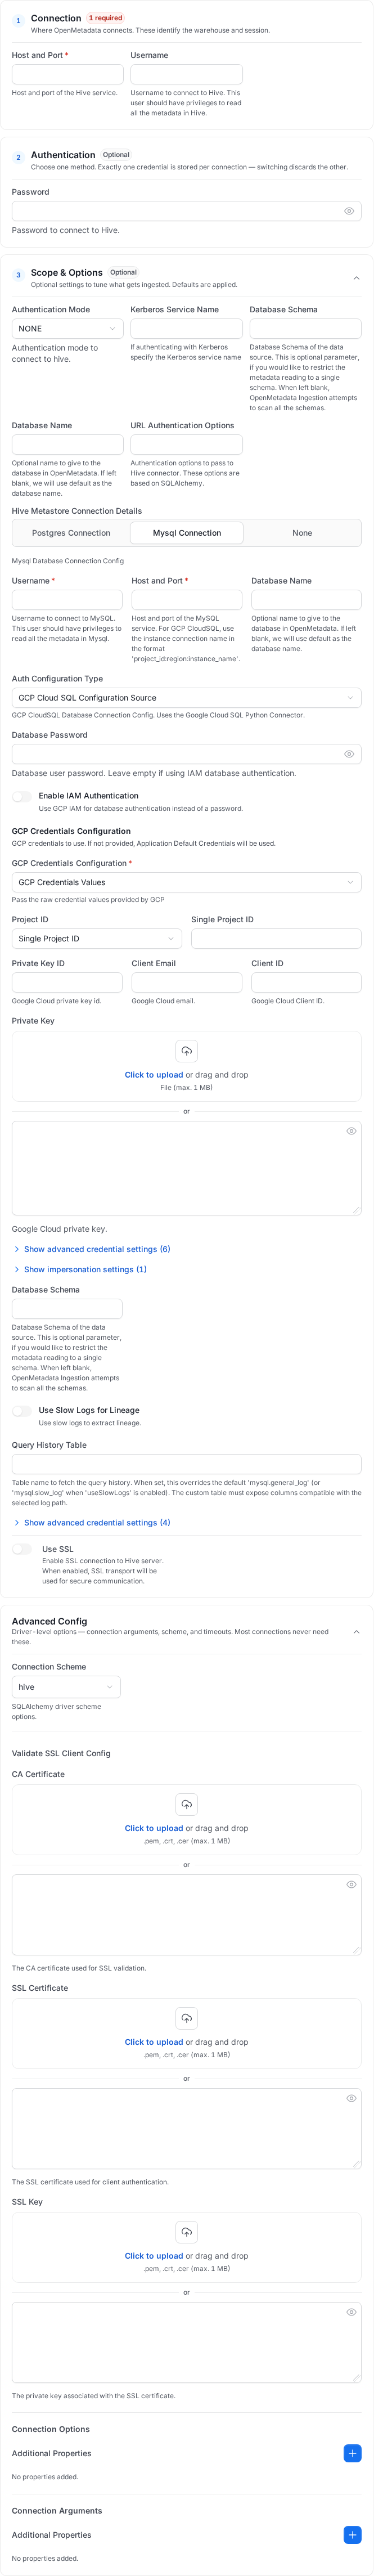 1 Connection 1 required
Where OpenMetadata connects. These identify the warehouse and session.
Host and Port * Username
Host and port of the Hive service. Username to connect to Hive. This
user should have privileges to read
all the metadata in Hive.
2 Authentication Optional
Choose one method. Exactly one credential is stored per connection — switching discards the other.
Password
Password to connect to Hive.
3 Scope & Options Optional
Optional settings to tune what gets ingested. Defaults are applied.
Authentication Mode Kerberos Service Name Database Schema
NONE
Authentication mode to
connect to hive.
If authenticating with Kerberos
specify the Kerberos service name
Database Schema of the data
source. This is optional parameter,
if you would like to restrict the
metadata reading to a single
schema. When left blank,
OpenMetadata Ingestion attempts
to scan all the schemas.
Database Name URL Authentication Options
Optional name to give to the
database in OpenMetadata. If left
blank, we will use default as the
database name.
Authentication options to pass to
Hive connector. These options are
based on SQLAlchemy.
Hive Metastore Connection Details
Postgres Connection Mysql Connection None
Mysql Database Connection Config
Username * Host and Port * Database Name
Username to connect to MySQL.
This user should have privileges to
read all the metadata in Mysql.
Host and port of the MySQL
service. For GCP CloudSQL, use
the instance connection name in
the format
'project_id:region:instance_name'.
Optional name to give to the
database in OpenMetadata. If left
blank, we will use default as the
database name.
Auth Configuration Type
GCP Cloud SQL Configuration Source
GCP CloudSQL Database Connection Config. Uses the Google Cloud SQL Python Connector.
Database Password
Database user password. Leave empty if using IAM database authentication.
Enable IAM Authentication
Use GCP IAM for database authentication instead of a password.
GCP Credentials Configuration
GCP credentials to use. If not provided, Application Default Credentials will be used.
GCP Credentials Configuration *
GCP Credentials Values
Pass the raw credential values provided by GCP
Project ID Single Project ID
Single Project ID
Private Key ID Client Email Client ID
Google Cloud private key id. Google Cloud email. Google Cloud Client ID.
Private Key
Click to upload or drag and drop
File (max. 1 MB)
or
Google Cloud private key.
Show advanced credential settings (6)
Show impersonation settings (1)
Database Schema
Database Schema of the data
source. This is optional parameter,
if you would like to restrict the
metadata reading to a single
schema. When left blank,
OpenMetadata Ingestion attempts
to scan all the schemas.
Use Slow Logs for Lineage
Use slow logs to extract lineage.
Query History Table
Table name to fetch the query history. When set, this overrides the default 'mysql.general_log' (or
'mysql.slow_log' when 'useSlowLogs' is enabled). The custom table must expose columns compatible with the
selected log path.
Show advanced credential settings (4)
Use SSL
Enable SSL connection to Hive server.
When enabled, SSL transport will be
used for secure communication.
Advanced Config
Driver-level options — connection arguments, scheme, and timeouts. Most connections never need
these.
Connection Scheme
hive
SQLAlchemy driver scheme
options.
Validate SSL Client Config
CA Certificate
Click to upload or drag and drop
.pem, .crt, .cer (max. 1 MB)
or
The CA certificate used for SSL validation.
SSL Certificate
Click to upload or drag and drop
.pem, .crt, .cer (max. 1 MB)
or
The SSL certificate used for client authentication.
SSL Key
Click to upload or drag and drop
.pem, .crt, .cer (max. 1 MB)
or
The private key associated with the SSL certificate.
Connection Options
Additional Properties
No properties added.
Connection Arguments
Additional Properties
No properties added.